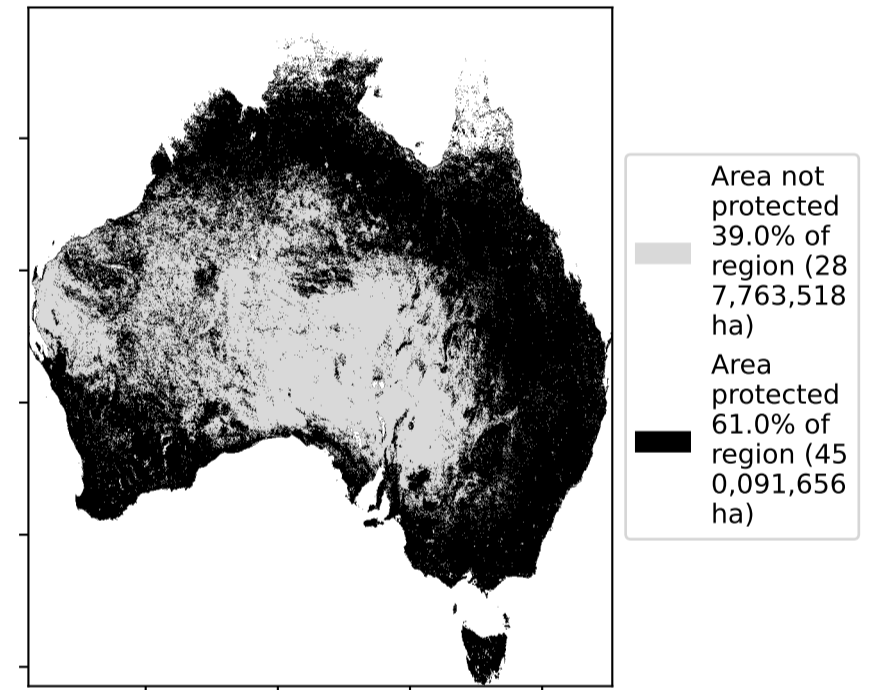 Area not
protected
39.0% of
region (28
7,763,518
ha)
Area
protected
61.0% of
region (45
0,091,656
ha)